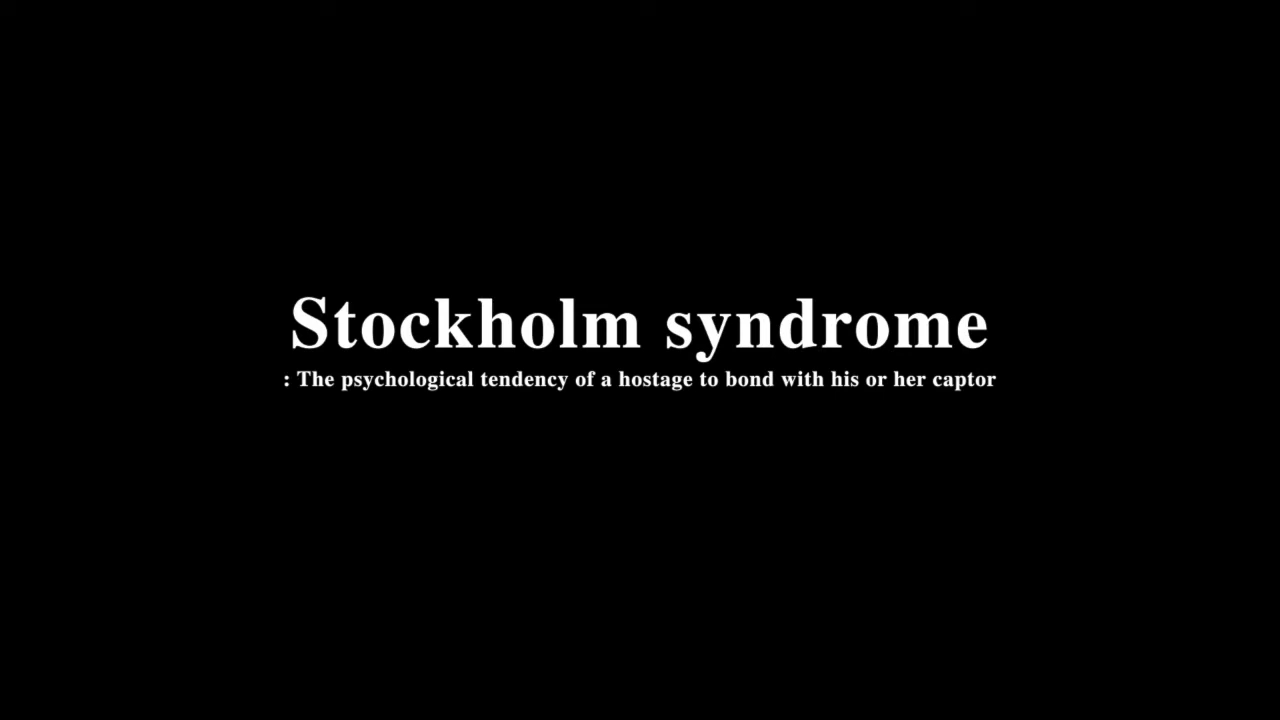 Stockholm syndrome
: The psychological tendency of a hostage to bond with his or her captor